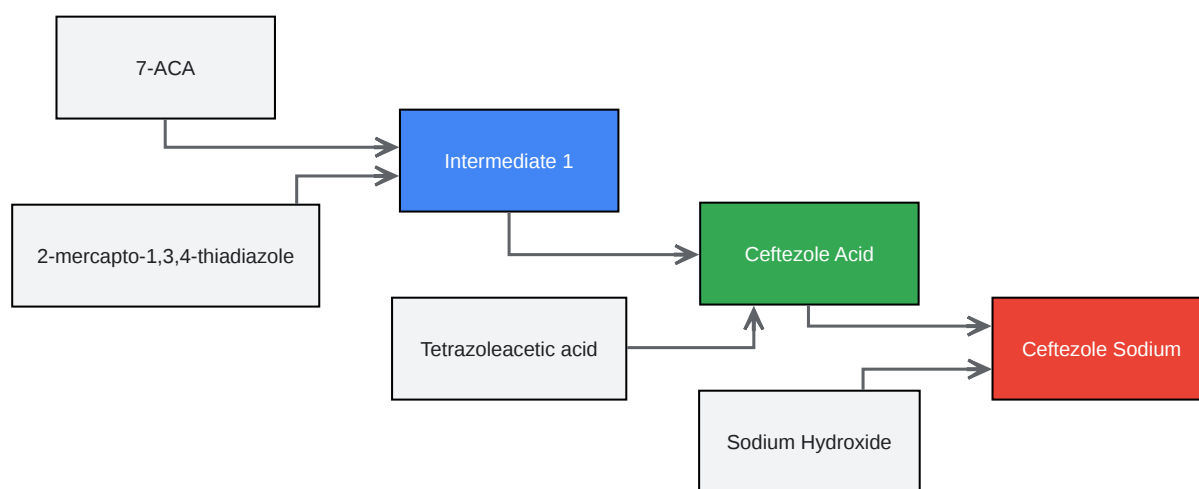 7-ACA
Intermediate 1
2-mercapto-1,3,4-thiadiazole
Ceftezole Acid
Tetrazoleacetic acid
Ceftezole Sodium
Sodium Hydroxide